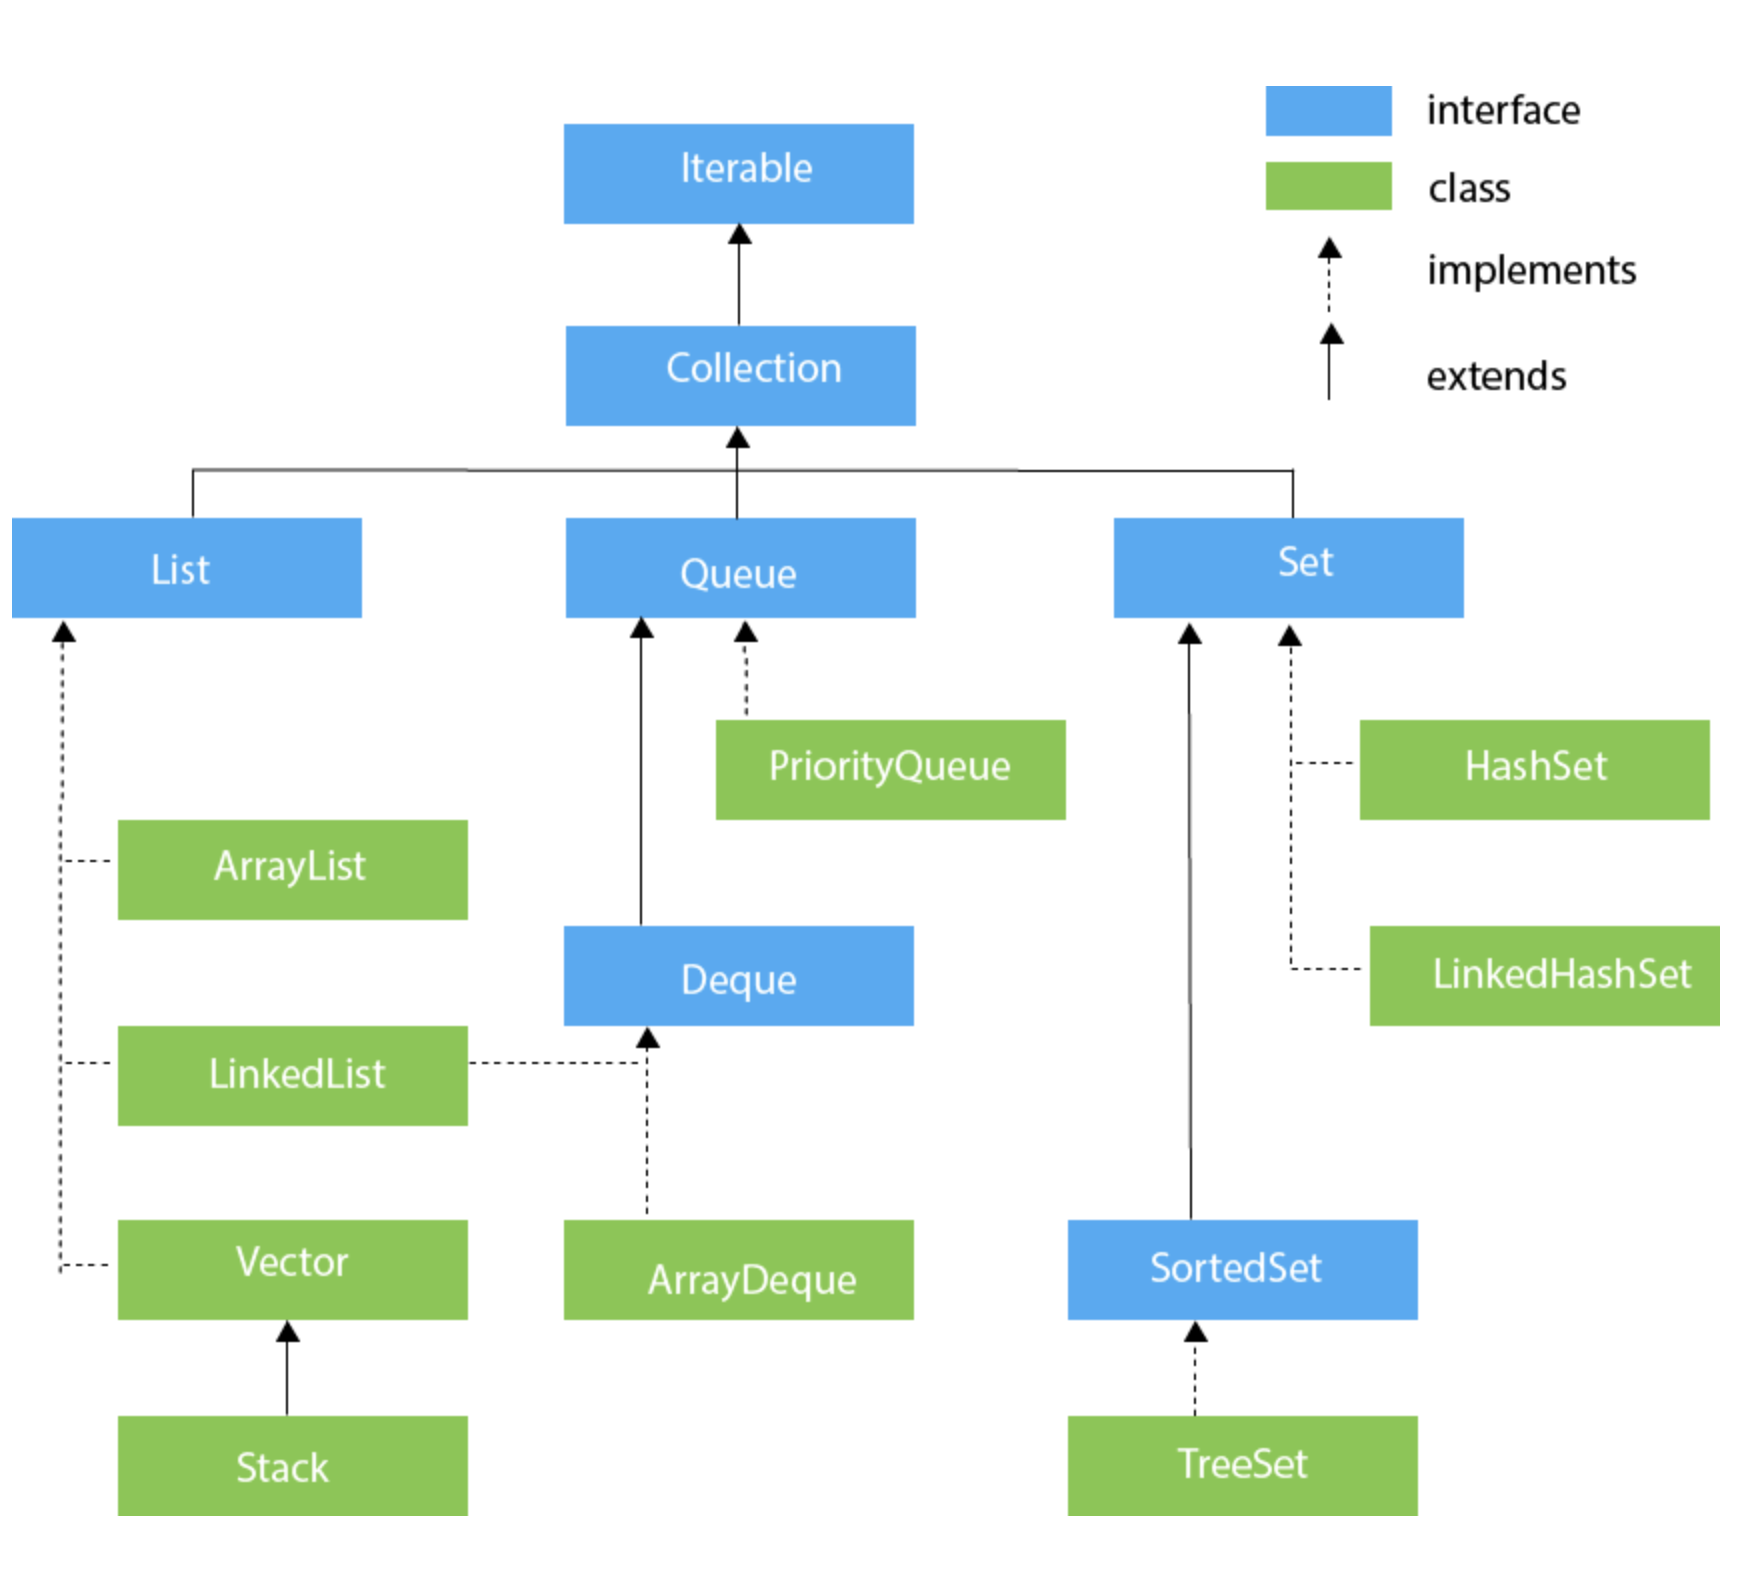 interface
class
implements
extends
Iterable
Collection
List
Queue
Set
PriorityQueue
HashSet
ArrayList
Deque
LinkedHashSet
LinkedList
Vector
ArrayDeque
SortedSet
Stack
TreeSet